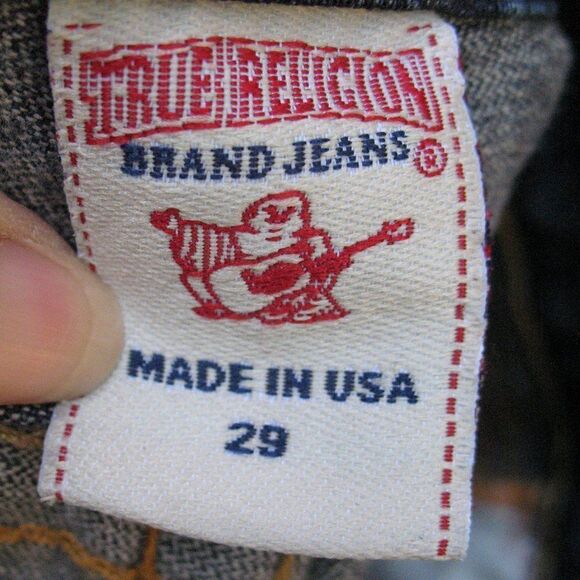 TRUE RELIGION
BRAND JEANS®
MADE IN USA
29